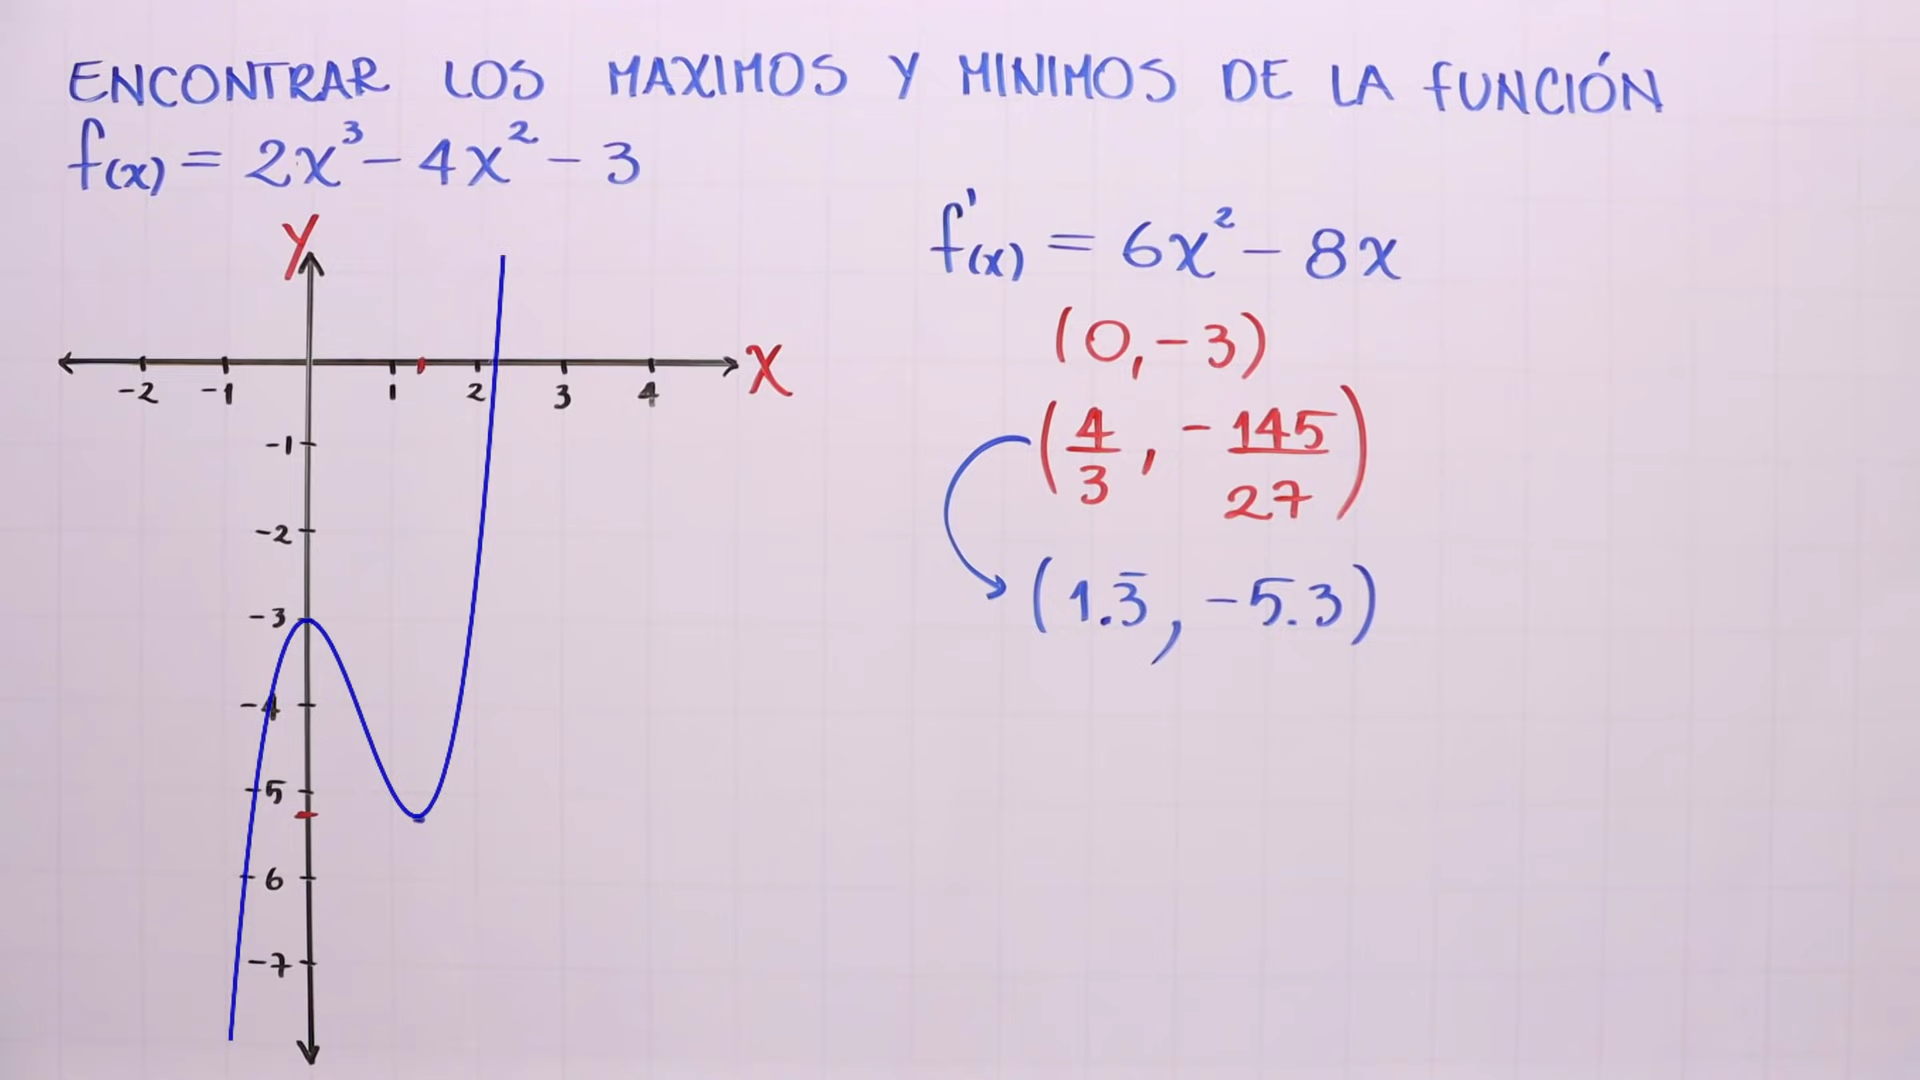 ENCONTRAR LOS MAXIMOS Y MINIMOS DE LA fUNCIÓN
f(x) = 2x³ - 4x² - 3
f'(x) = 6x² - 8x
(0, -3)
(4/3, -145/27)
(1.3̅, -5.3)
Y
X
-2 -1 1 2 3 4
-1
-2
-3
-4
-5
-6
-7